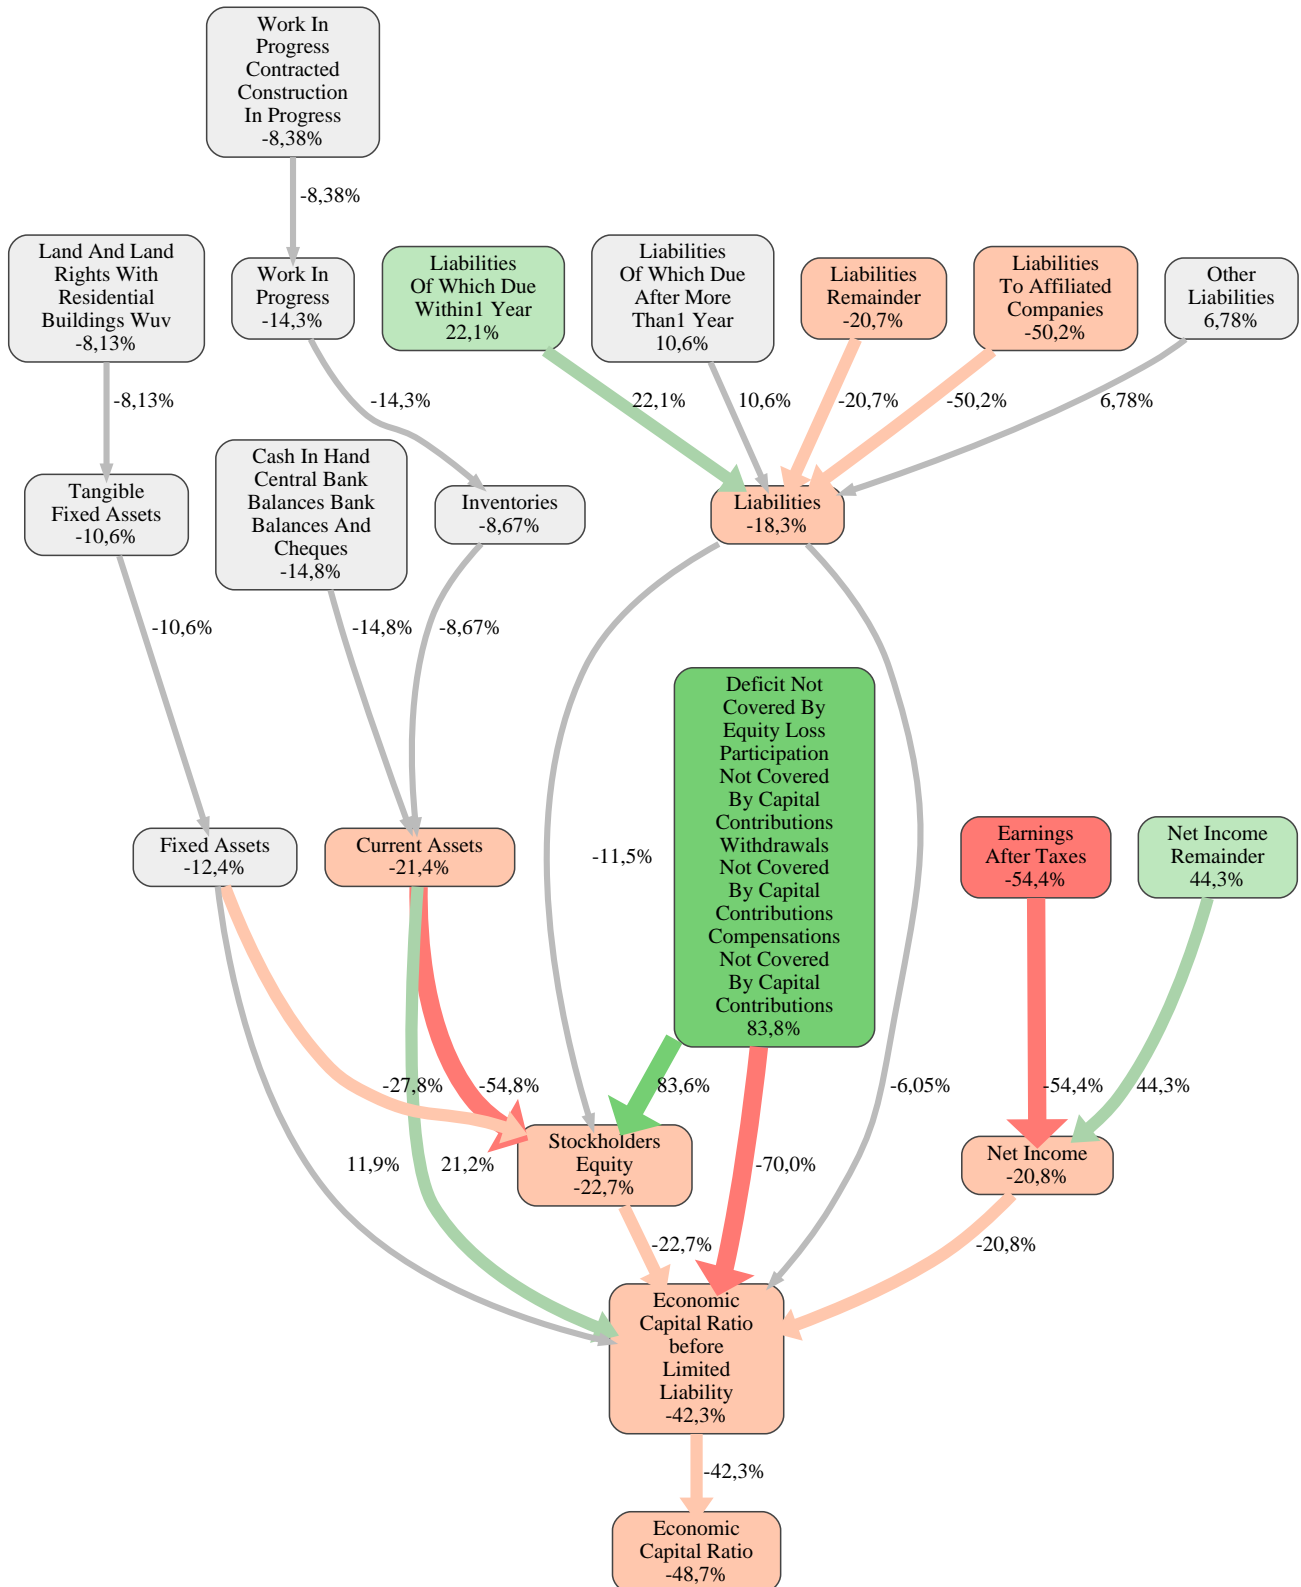 Work In
Progress
Contracted
Construction
In Progress
-8,38%
-8,38%
Land And Land
Rights With
Residential
Buildings Wuv
-8,13%
Work In
Progress
-14,3%
Liabilities
Of Which Due
Within1 Year
22,1%
Liabilities
Of Which Due
After More
Than1 Year
10,6%
Liabilities
Remainder
-20,7%
Liabilities
To Affiliated
Companies
-50,2%
Other
Liabilities
6,78%
-8,13%
-14,3%
22,1%
10,6%
-20,7%
-50,2%
6,78%
Tangible
Fixed Assets
-10,6%
Cash In Hand
Central Bank
Balances Bank
Balances And
Cheques
-14,8%
Inventories
-8,67%
Liabilities
-18,3%
-10,6%
-14,8%
-8,67%
Deficit Not
Covered By
Equity Loss
Participation
Not Covered
By Capital
Contributions
Withdrawals
Not Covered
By Capital
Contributions
Compensations
Not Covered
By Capital
Contributions
83,8%
Fixed Assets
-12,4%
Current Assets
-21,4%
-11,5%
Earnings
After Taxes
-54,4%
Net Income
Remainder
44,3%
-27,8%
-54,8%
83,6%
-6,05%
-54,4%
44,3%
11,9%
21,2%
Stockholders
Equity
-22,7%
-70,0%
Net Income
-20,8%
-22,7%
-20,8%
Economic
Capital Ratio
before
Limited
Liability
-42,3%
-42,3%
Economic
Capital Ratio
-48,7%